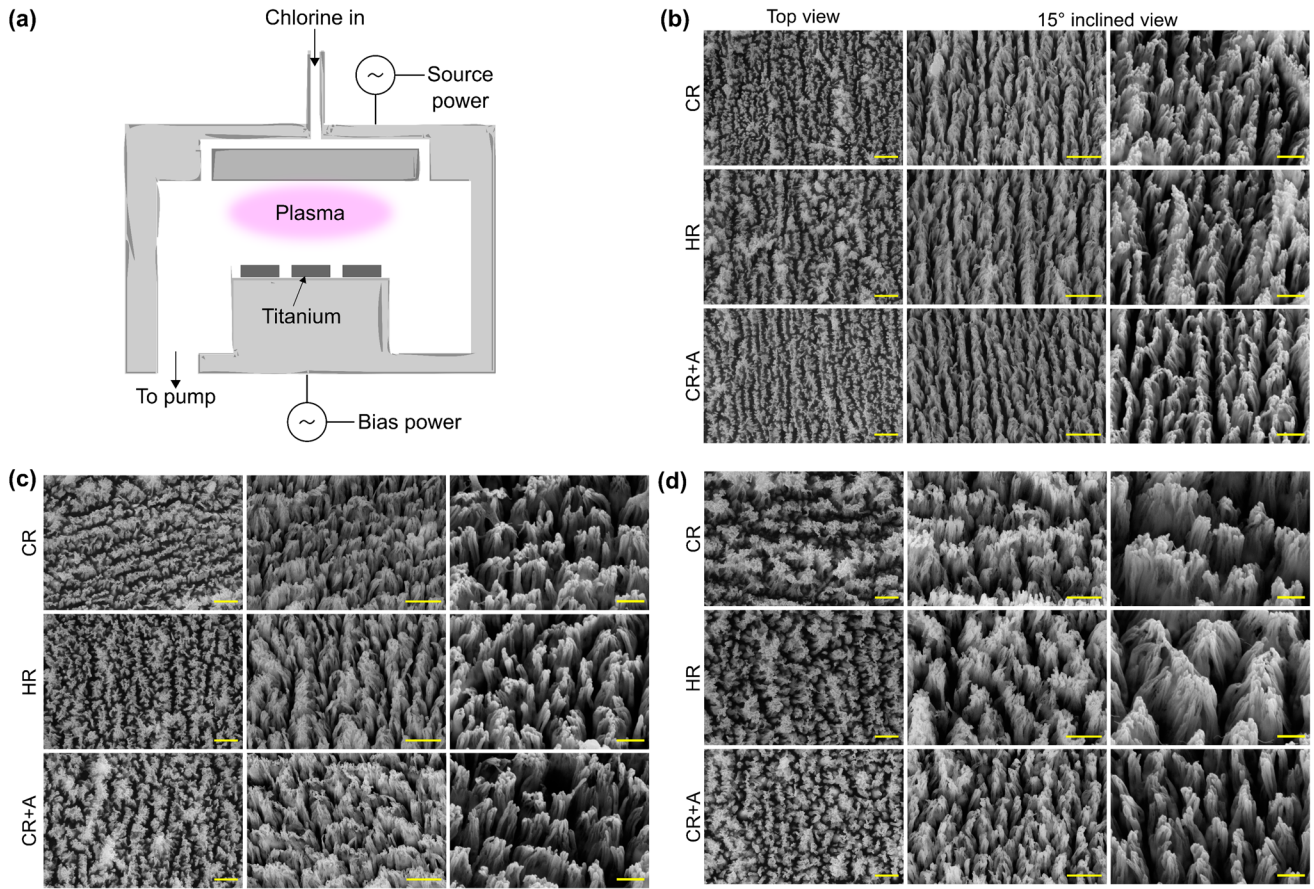 (a)
Chlorine in
~
Source
power
Plasma
Titanium
To pump
~
Bias power
(b)
Top view
15° inclined view
CR
HR
CR+A
(c)
CR
HR
CR+A
(d)
CR
HR
CR+A